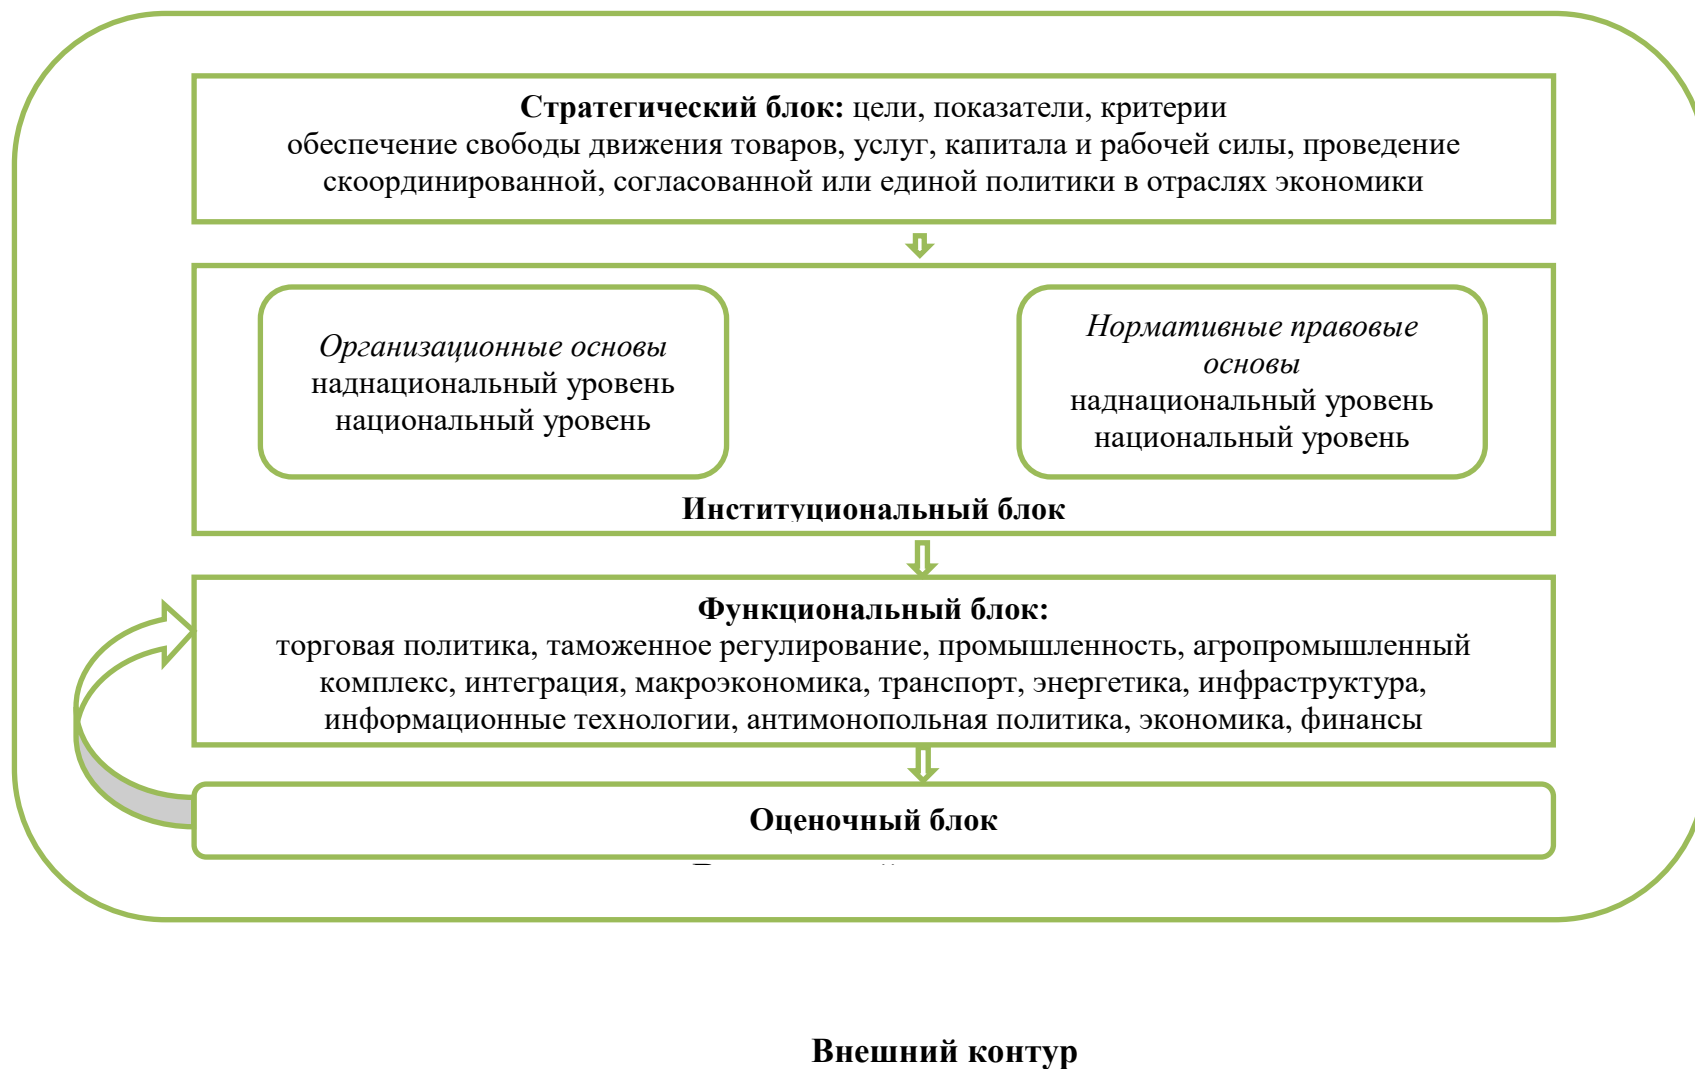 Стратегический блок: цели, показатели, критерии
обеспечение свободы движения товаров, услуг, капитала и рабочей силы, проведение
скоординированной, согласованной или единой политики в отраслях экономики
Организационные основы
наднациональный уровень
национальный уровень
Нормативные правовые
основы
наднациональный уровень
национальный уровень
Институциональный блок
Функциональный блок:
торговая политика, таможенное регулирование, промышленность, агропромышленный
комплекс, интеграция, макроэкономика, транспорт, энергетика, инфраструктура,
информационные технологии, антимонопольная политика, экономика, финансы
Оценочный блок
Внешний контур